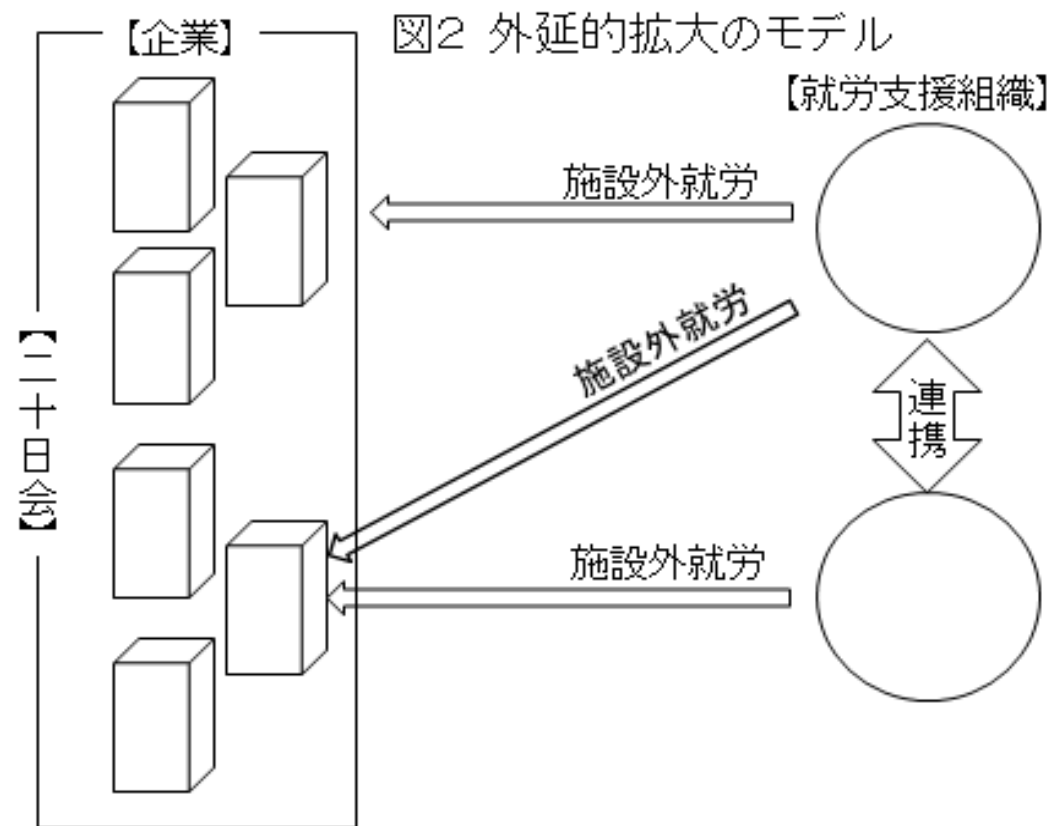 図2 外延的拡大のモデル
【企業】
【就労支援組織】
施設外就労
施設外就労
【二十日会】
連携
施設外就労